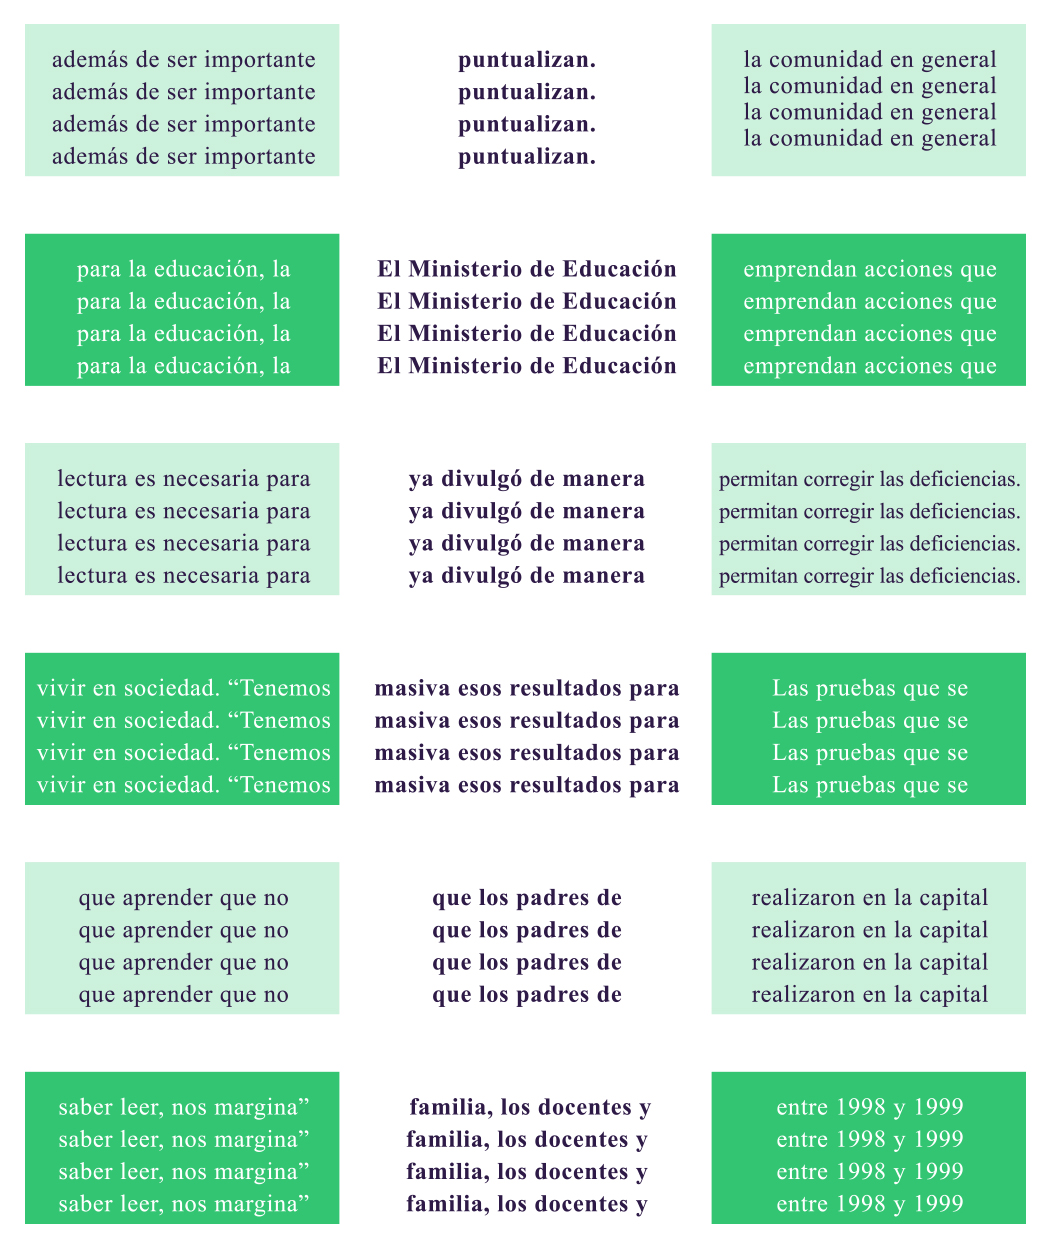 además de ser importante
además de ser importante
además de ser importante
además de ser importante
para la educación, la
para la educación, la
para la educación, la
para la educación, la
lectura es necesaria para
lectura es necesaria para
lectura es necesaria para
lectura es necesaria para
vivir en sociedad. “Tenemos
vivir en sociedad. “Tenemos
vivir en sociedad. “Tenemos
vivir en sociedad. “Tenemos
que aprender que no
que aprender que no
que aprender que no
que aprender que no
saber leer, nos margina”
saber leer, nos margina”
saber leer, nos margina”
saber leer, nos margina”
puntualizan.
puntualizan.
puntualizan.
puntualizan.
El Ministerio de Educación
El Ministerio de Educación
El Ministerio de Educación
El Ministerio de Educación
ya divulgó de manera
ya divulgó de manera
ya divulgó de manera
ya divulgó de manera
masiva esos resultados para
masiva esos resultados para
masiva esos resultados para
masiva esos resultados para
que los padres de
que los padres de
que los padres de
que los padres de
familia, los docentes y
familia, los docentes y
familia, los docentes y
familia, los docentes y
la comunidad en general
la comunidad en general
la comunidad en general
la comunidad en general
emprendan acciones que
emprendan acciones que
emprendan acciones que
emprendan acciones que
permitan corregir las deficiencias.
permitan corregir las deficiencias.
permitan corregir las deficiencias.
permitan corregir las deficiencias.
Las pruebas que se
Las pruebas que se
Las pruebas que se
Las pruebas que se
realizaron en la capital
realizaron en la capital
realizaron en la capital
realizaron en la capital
entre 1998 y 1999
entre 1998 y 1999
entre 1998 y 1999
entre 1998 y 1999